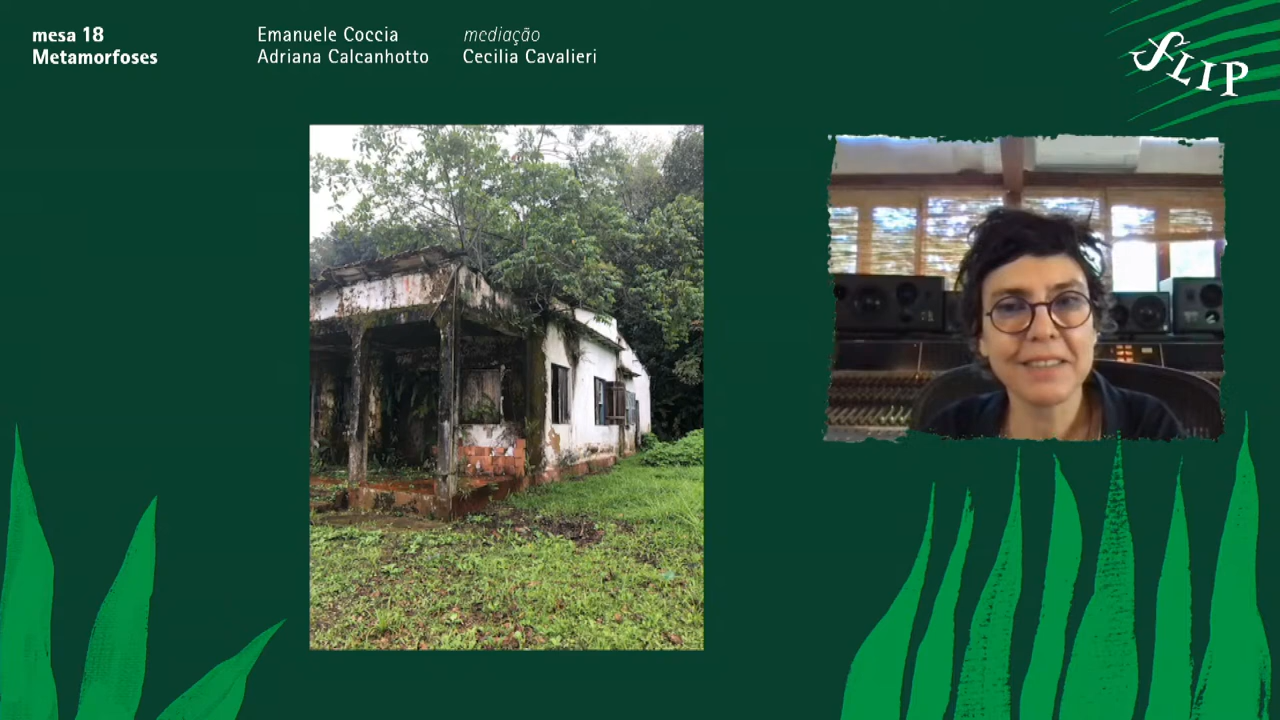 mesa 18
Metamorfoses
Emanuele Coccia
Adriana Calcanhotto
mediação
Cecilia Cavalieri
FLIP